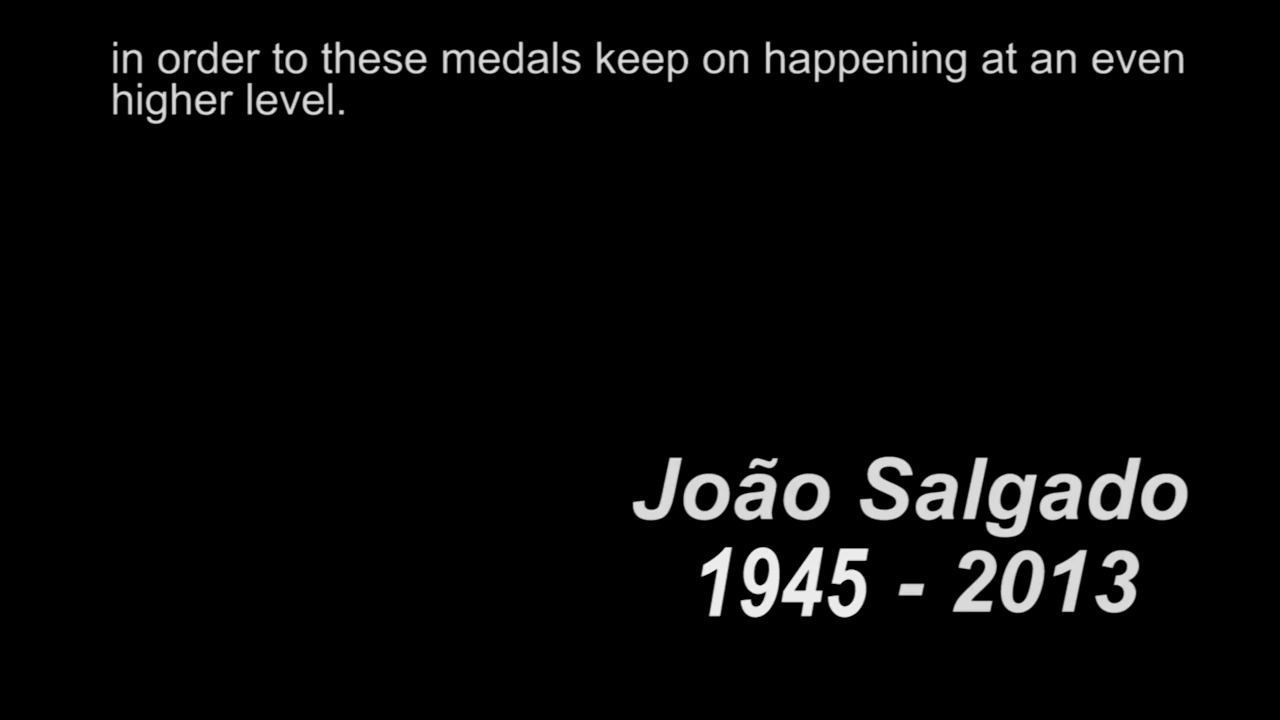 in order to these medals keep on happening at an even
higher level.
João Salgado
1945 - 2013